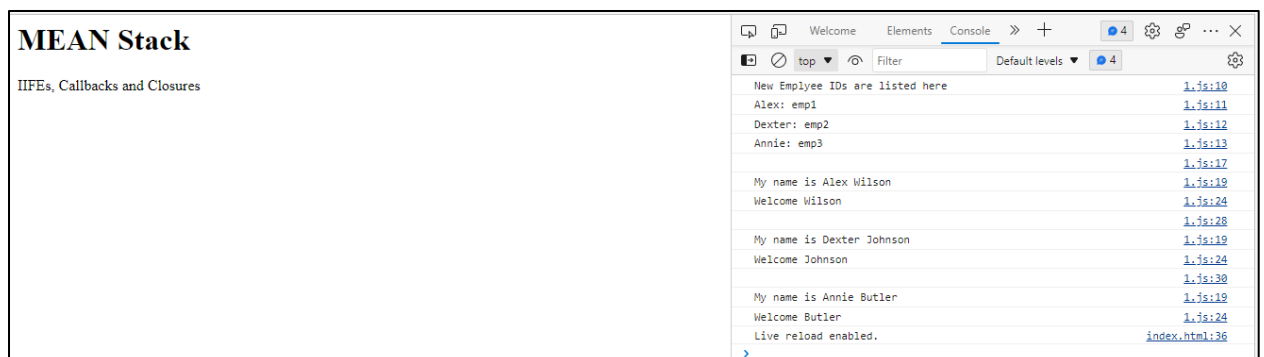 MEAN Stack
IIFEs, Callbacks and Closures
Welcome Elements Console » + 4 ... ×
top ▼ Filter Default levels ▼ 4
New Emplyee IDs are listed here 1.js:10
Alex: emp1 1.js:11
Dexter: emp2 1.js:12
Annie: emp3 1.js:13
1.js:17
My name is Alex Wilson 1.js:19
Welcome Wilson 1.js:24
1.js:28
My name is Dexter Johnson 1.js:19
Welcome Johnson 1.js:24
1.js:30
My name is Annie Butler 1.js:19
Welcome Butler 1.js:24
Live reload enabled. index.html:36
>